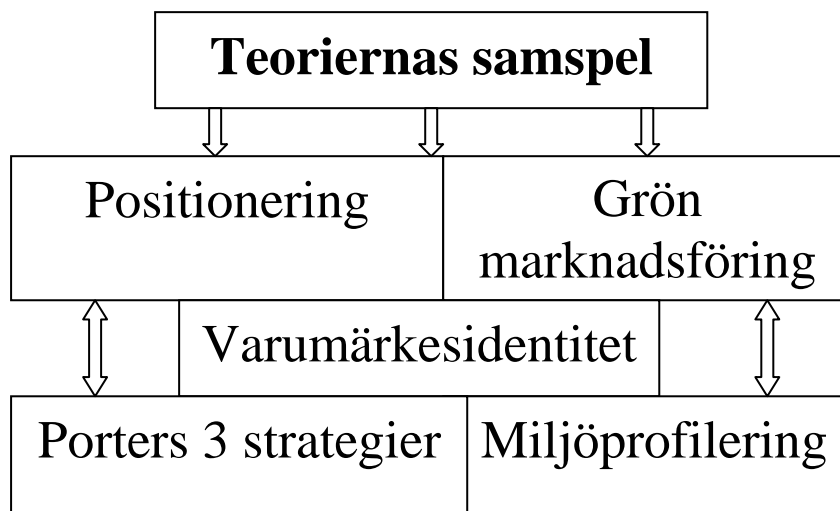 Teoriernas samspel
Positionering
Grön
marknadsföring
Varumärkesidentitet
Porters 3 strategier
Miljöprofilering